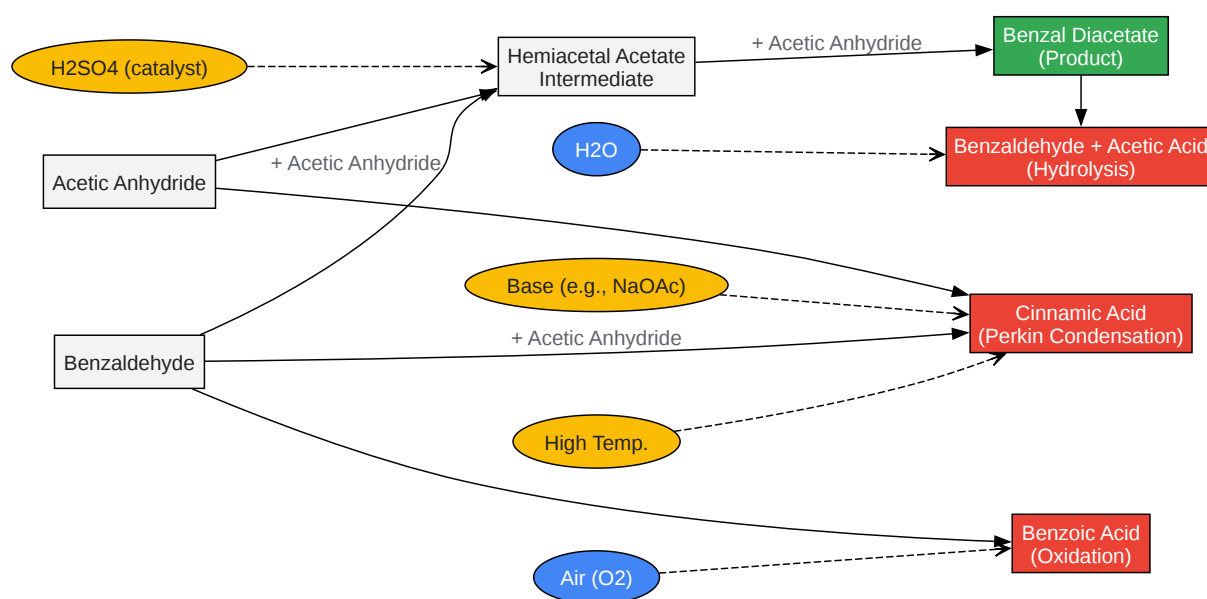 H2SO4 (catalyst)
Hemiacetal Acetate
Intermediate
+ Acetic Anhydride
Benzal Diacetate
(Product)
Acetic Anhydride
+ Acetic Anhydride
H2O
Benzaldehyde + Acetic Acid
(Hydrolysis)
Base (e.g., NaOAc)
Cinnamic Acid
(Perkin Condensation)
Benzaldehyde
+ Acetic Anhydride
High Temp.
Benzoic Acid
(Oxidation)
Air (O2)